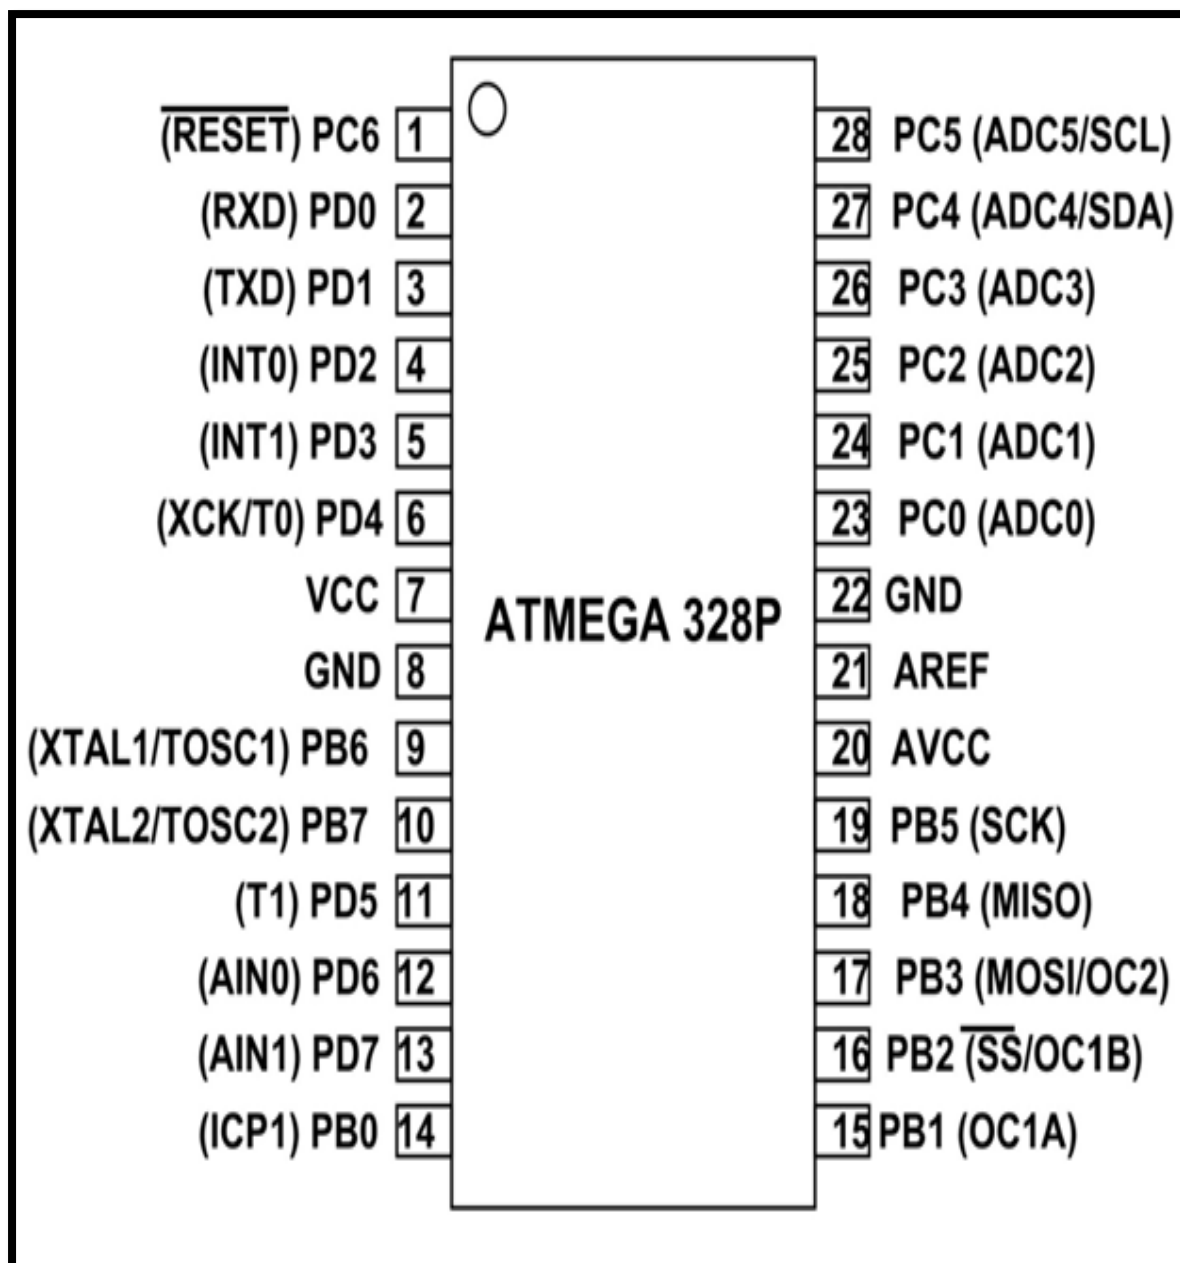 (RESET) PC6 1 28 PC5 (ADC5/SCL)
(RXD) PD0 2 27 PC4 (ADC4/SDA)
(TXD) PD1 3 26 PC3 (ADC3)
(INT0) PD2 4 25 PC2 (ADC2)
(INT1) PD3 5 24 PC1 (ADC1)
(XCK/T0) PD4 6 23 PC0 (ADC0)
VCC 7 22 GND
ATMEGA 328P
GND 8 21 AREF
(XTAL1/TOSC1) PB6 9 20 AVCC
(XTAL2/TOSC2) PB7 10 19 PB5 (SCK)
(T1) PD5 11 18 PB4 (MISO)
(AIN0) PD6 12 17 PB3 (MOSI/OC2)
(AIN1) PD7 13 16 PB2 (SS/OC1B)
(ICP1) PB0 14 15 PB1 (OC1A)